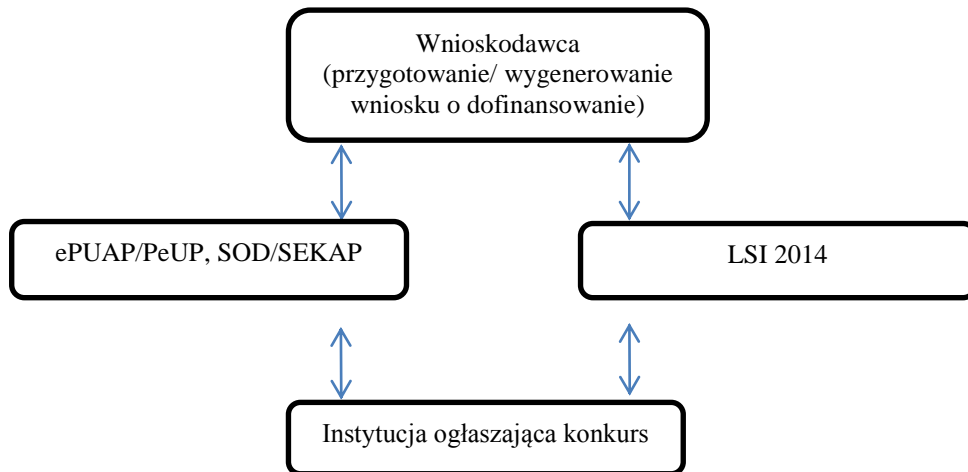 Wnioskodawca
(przygotowanie/ wygenerowanie
wniosku o dofinansowanie)
ePUAP/PeUP, SOD/SEKAP
LSI 2014
Instytucja ogłaszająca konkurs